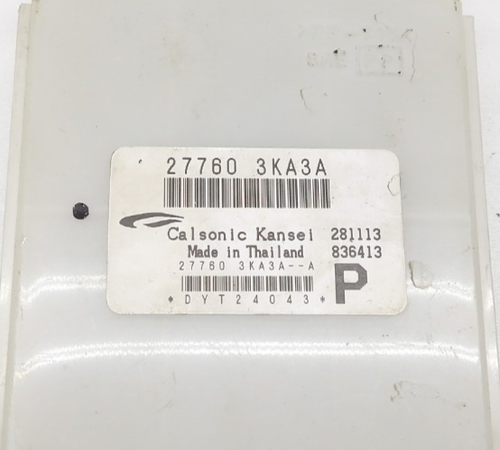 27760 3KA3A
Calsonic Kansei 281113
Made in Thailand 836413
27760 3KA3A--A
*DYT24043*
P